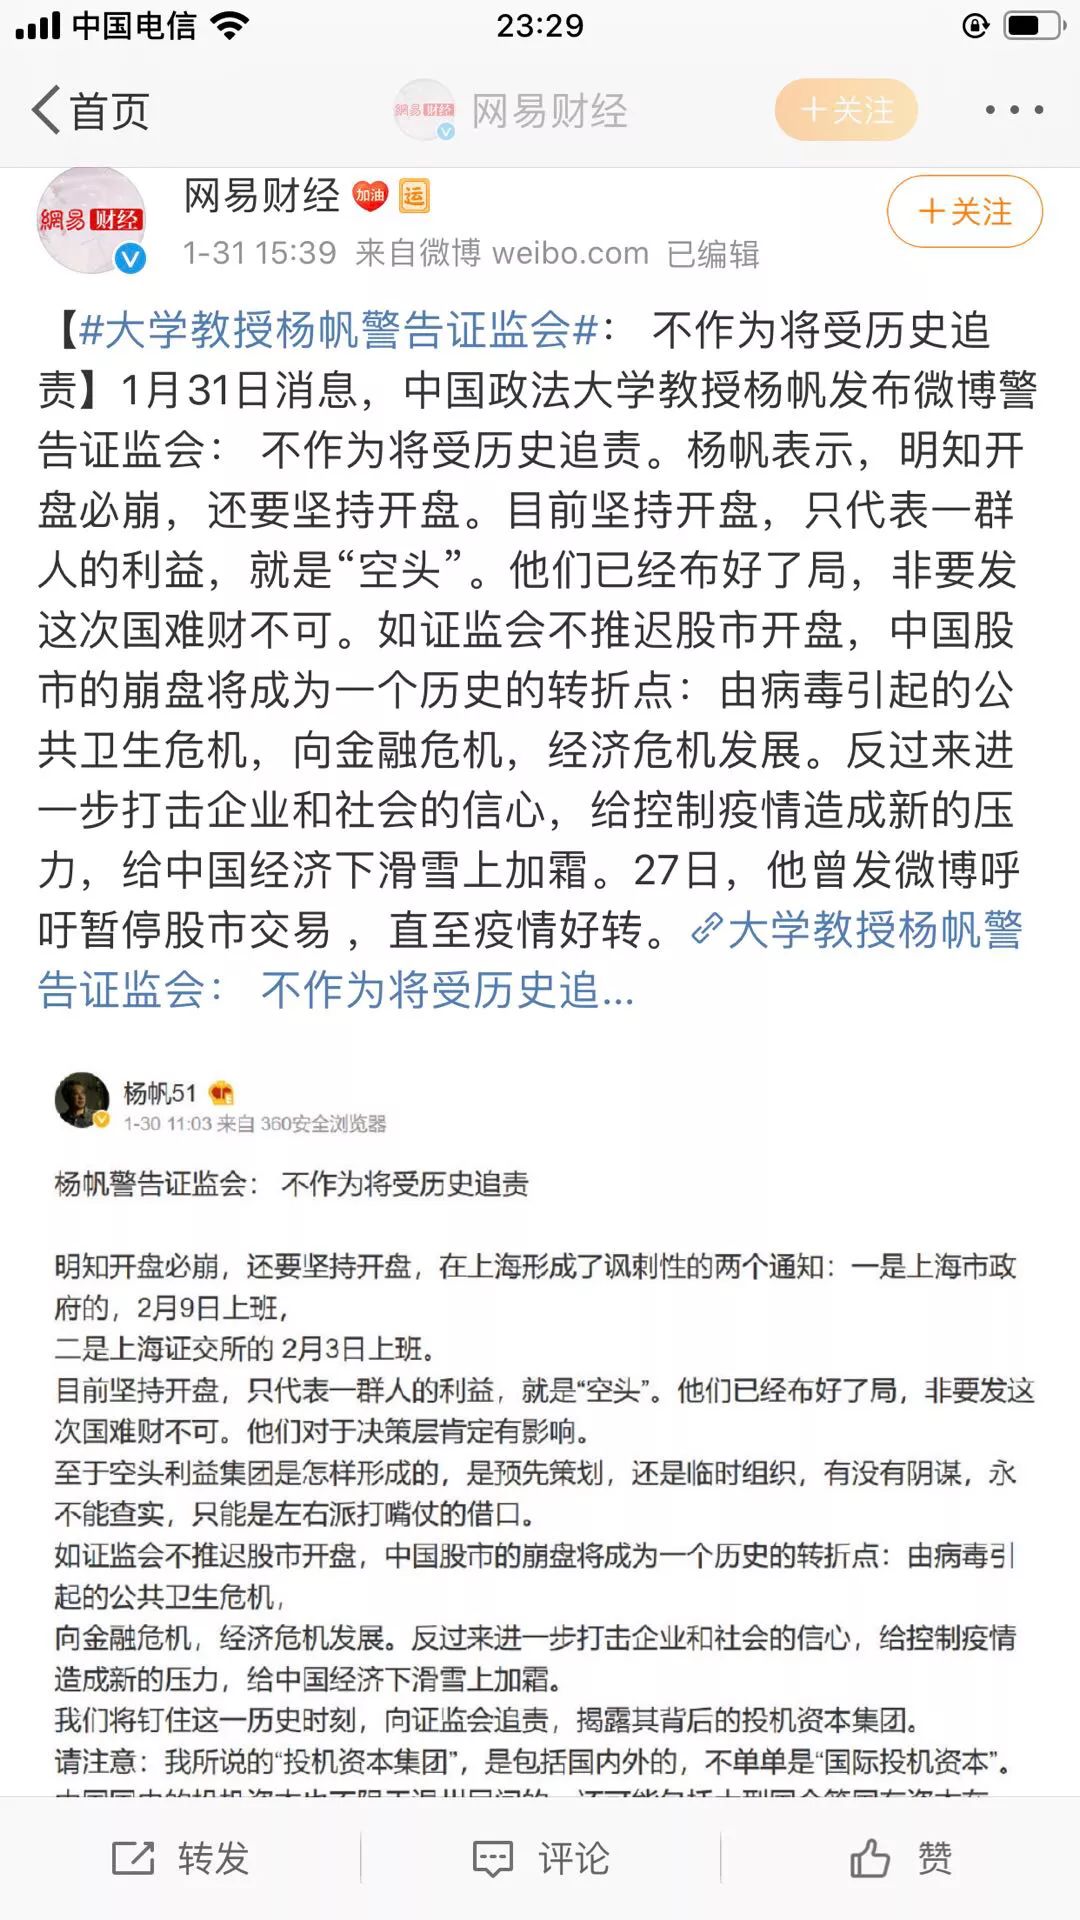 中国电信 23:29
首页 網易财经 网易财经 +关注
網易财经
网易财经 加油 运
+关注
1-31 15:39 来自微博 weibo.com 已编辑
【#大学教授杨帆警告证监会#： 不作为将受历史追
责】1月31日消息，中国政法大学教授杨帆发布微博警
告证监会： 不作为将受历史追责。杨帆表示，明知开
盘必崩，还要坚持开盘。目前坚持开盘，只代表一群
人的利益，就是“空头”。他们已经布好了局，非要发
这次国难财不可。如证监会不推迟股市开盘，中国股
市的崩盘将成为一个历史的转折点：由病毒引起的公
共卫生危机，向金融危机，经济危机发展。反过来进
一步打击企业和社会的信心，给控制疫情造成新的压
力，给中国经济下滑雪上加霜。27日，他曾发微博呼
吁暂停股市交易 ，直至疫情好转。大学教授杨帆警
告证监会： 不作为将受历史追...
杨帆51
1-30 11:03 来自 360安全浏览器
杨帆警告证监会： 不作为将受历史追责
明知开盘必崩，还要坚持开盘，在上海形成了讽刺性的两个通知：一是上海市政
府的，2月9日上班，
二是上海证交所的 2月3日上班。
目前坚持开盘，只代表一群人的利益，就是“空头”。他们已经布好了局，非要发这
次国难财不可。他们对于决策层肯定有影响。
至于空头利益集团是怎样形成的，是预先策划，还是临时组织，有没有阴谋，永
不能查实，只能是左右派打嘴仗的借口。
如证监会不推迟股市开盘，中国股市的崩盘将成为一个历史的转折点：由病毒引
起的公共卫生危机，
向金融危机，经济危机发展。反过来进一步打击企业和社会的信心，给控制疫情
造成新的压力，给中国经济下滑雪上加霜。
我们将钉住这一历史时刻，向证监会追责，揭露其背后的投机资本集团。
请注意：我所说的“投机资本集团”，是包括国内外的，不单单是“国际投机资本”。
转发 评论 赞